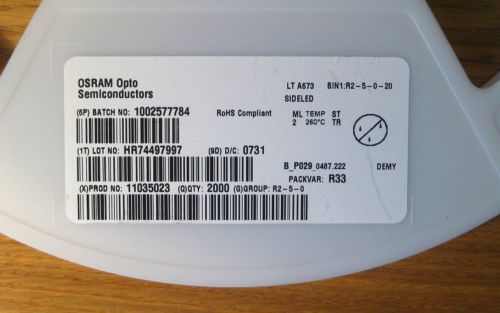 OSRAM Opto
Semiconductors
LT A673 BIN1:R2-5-0-20
SIDELED
(6P) BATCH NO: 1002577784
RoHS Compliant
ML TEMP ST
2 260°C TR
(1T) LOT NO: HR74497997 (9D) D/C: 0731
B_P029_0487.222 DEMY
PACKVAR: R33
(X)PROD NO: 11035023 (Q)QTY: 2000 (G)GROUP: R2-5-0